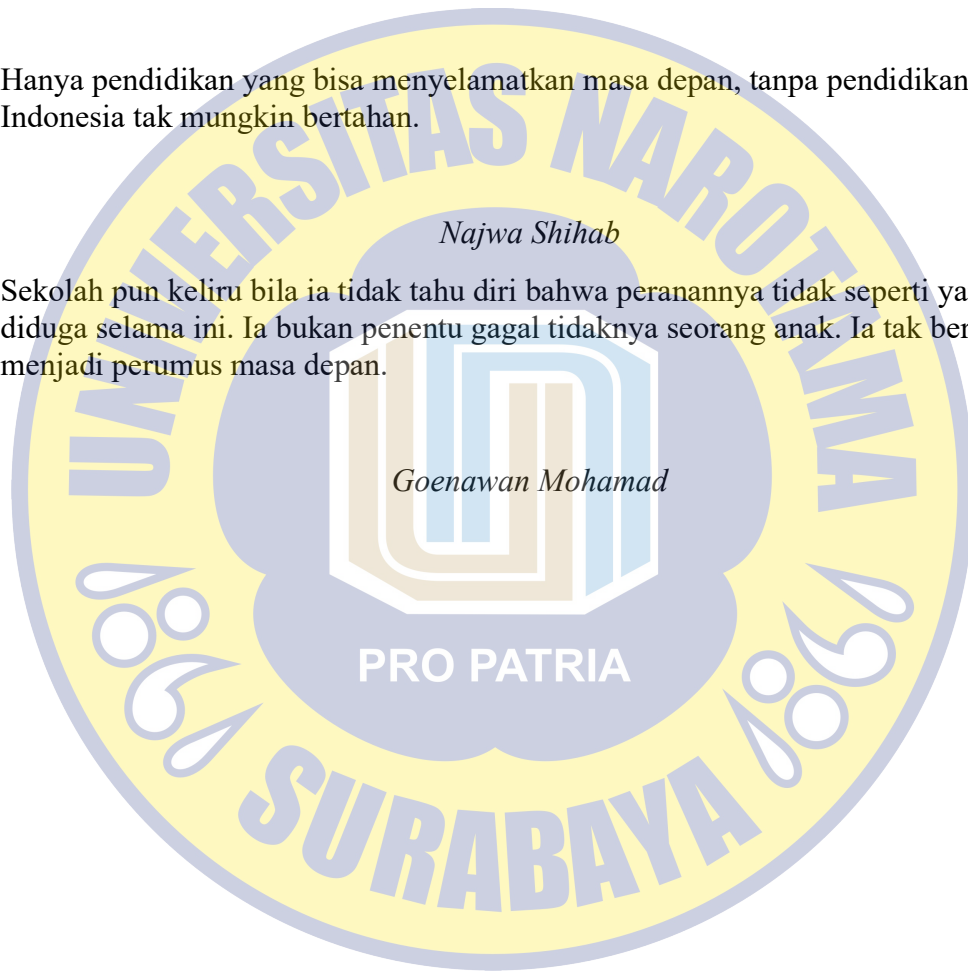 Hanya pendidikan yang bisa menyelamatkan masa depan, tanpa pendidikan
Indonesia tak mungkin bertahan.
UNIVERSITAS NAROTAMA
Najwa Shihab
Sekolah pun keliru bila ia tidak tahu diri bahwa peranannya tidak seperti ya
diduga selama ini. Ia bukan penentu gagal tidaknya seorang anak. Ia tak ber
menjadi perumus masa depan.
Goenawan Mohamad
PRO PATRIA
SURABAYA